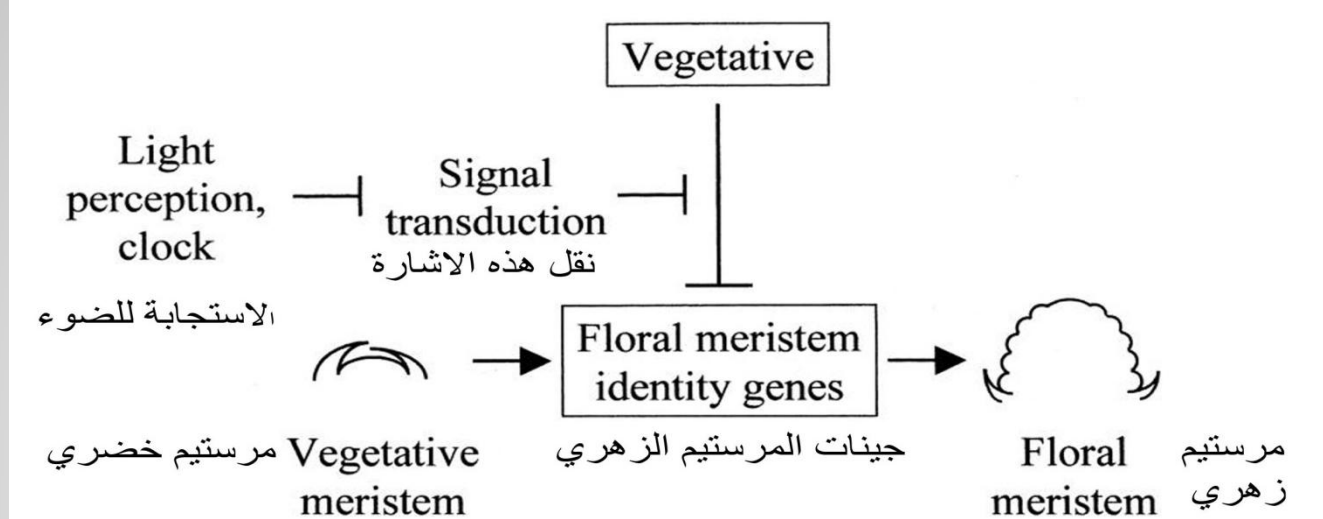 Vegetative
Light
perception,
clock
الاستجابة للضوء
Signal
transduction
نقل هذه الاشارة
Floral meristem
identity genes
جينات المرستيم الزهري
مرستيم خضري
Vegetative
meristem
Floral
meristem
مرستيم
زهري